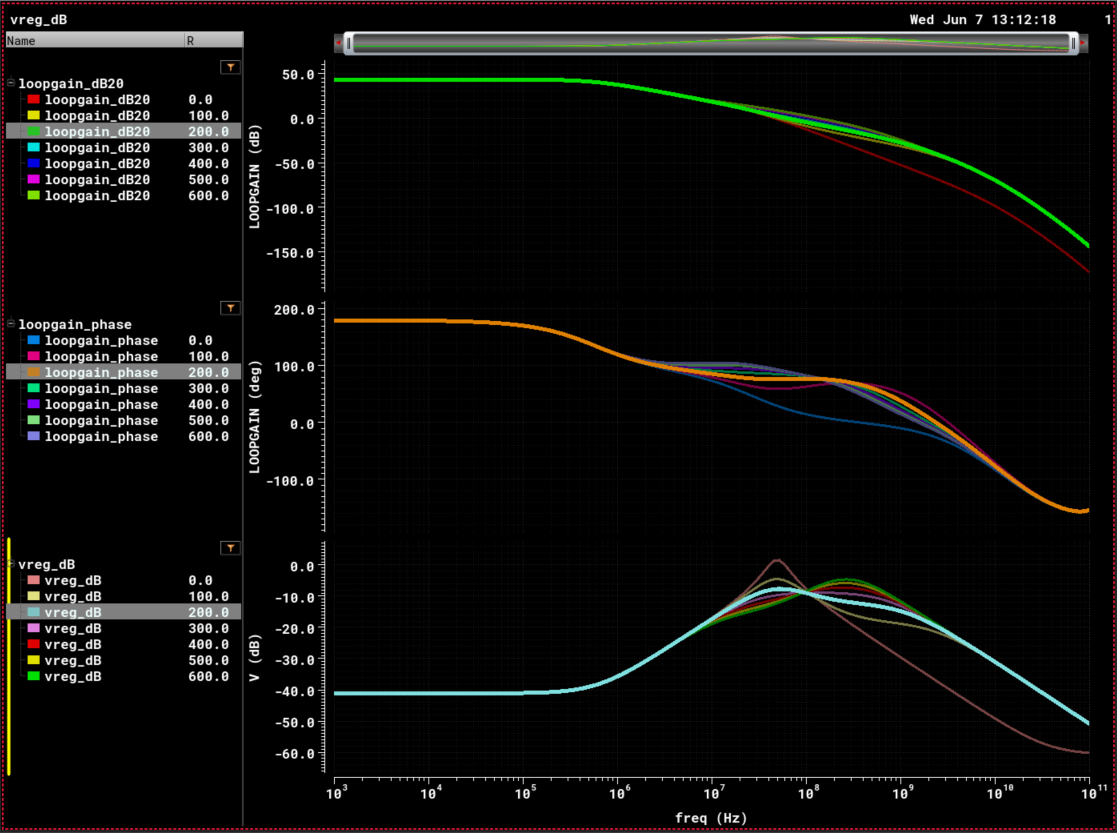 vreg_dB
Wed Jun 7 13:12:18
1
Name R
loopgain_dB20
loopgain_dB20 0.0
loopgain_dB20 100.0
loopgain_dB20 200.0
loopgain_dB20 300.0
loopgain_dB20 400.0
loopgain_dB20 500.0
loopgain_dB20 600.0
LOOPGAIN (dB)
50.0
0.0
-50.0
-100.0
-150.0
loopgain_phase
loopgain_phase 0.0
loopgain_phase 100.0
loopgain_phase 200.0
loopgain_phase 300.0
loopgain_phase 400.0
loopgain_phase 500.0
loopgain_phase 600.0
LOOPGAIN (deg)
200.0
100.0
0.0
-100.0
vreg_dB
vreg_dB 0.0
vreg_dB 100.0
vreg_dB 200.0
vreg_dB 300.0
vreg_dB 400.0
vreg_dB 500.0
vreg_dB 600.0
V (dB)
0.0
-10.0
-20.0
-30.0
-40.0
-50.0
-60.0
10³ 10⁴ 10⁵ 10⁶ 10⁷ 10⁸ 10⁹ 10¹⁰ 10¹¹
freq (Hz)